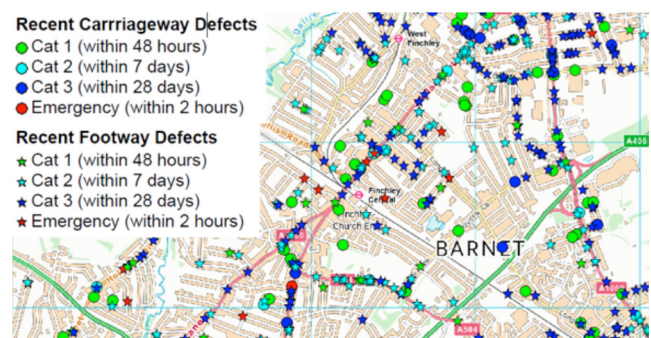 Recent Carrriageway Defects
Cat 1 (within 48 hours)
Cat 2 (within 7 days)
Cat 3 (within 28 days)
Emergency (within 2 hours)
Recent Footway Defects
Cat 1 (within 48 hours)
Cat 2 (within 7 days)
Cat 3 (within 28 days)
Emergency (within 2 hours)
West
Finchley
A406
Finchley
Central
Church End
BARNET
A504